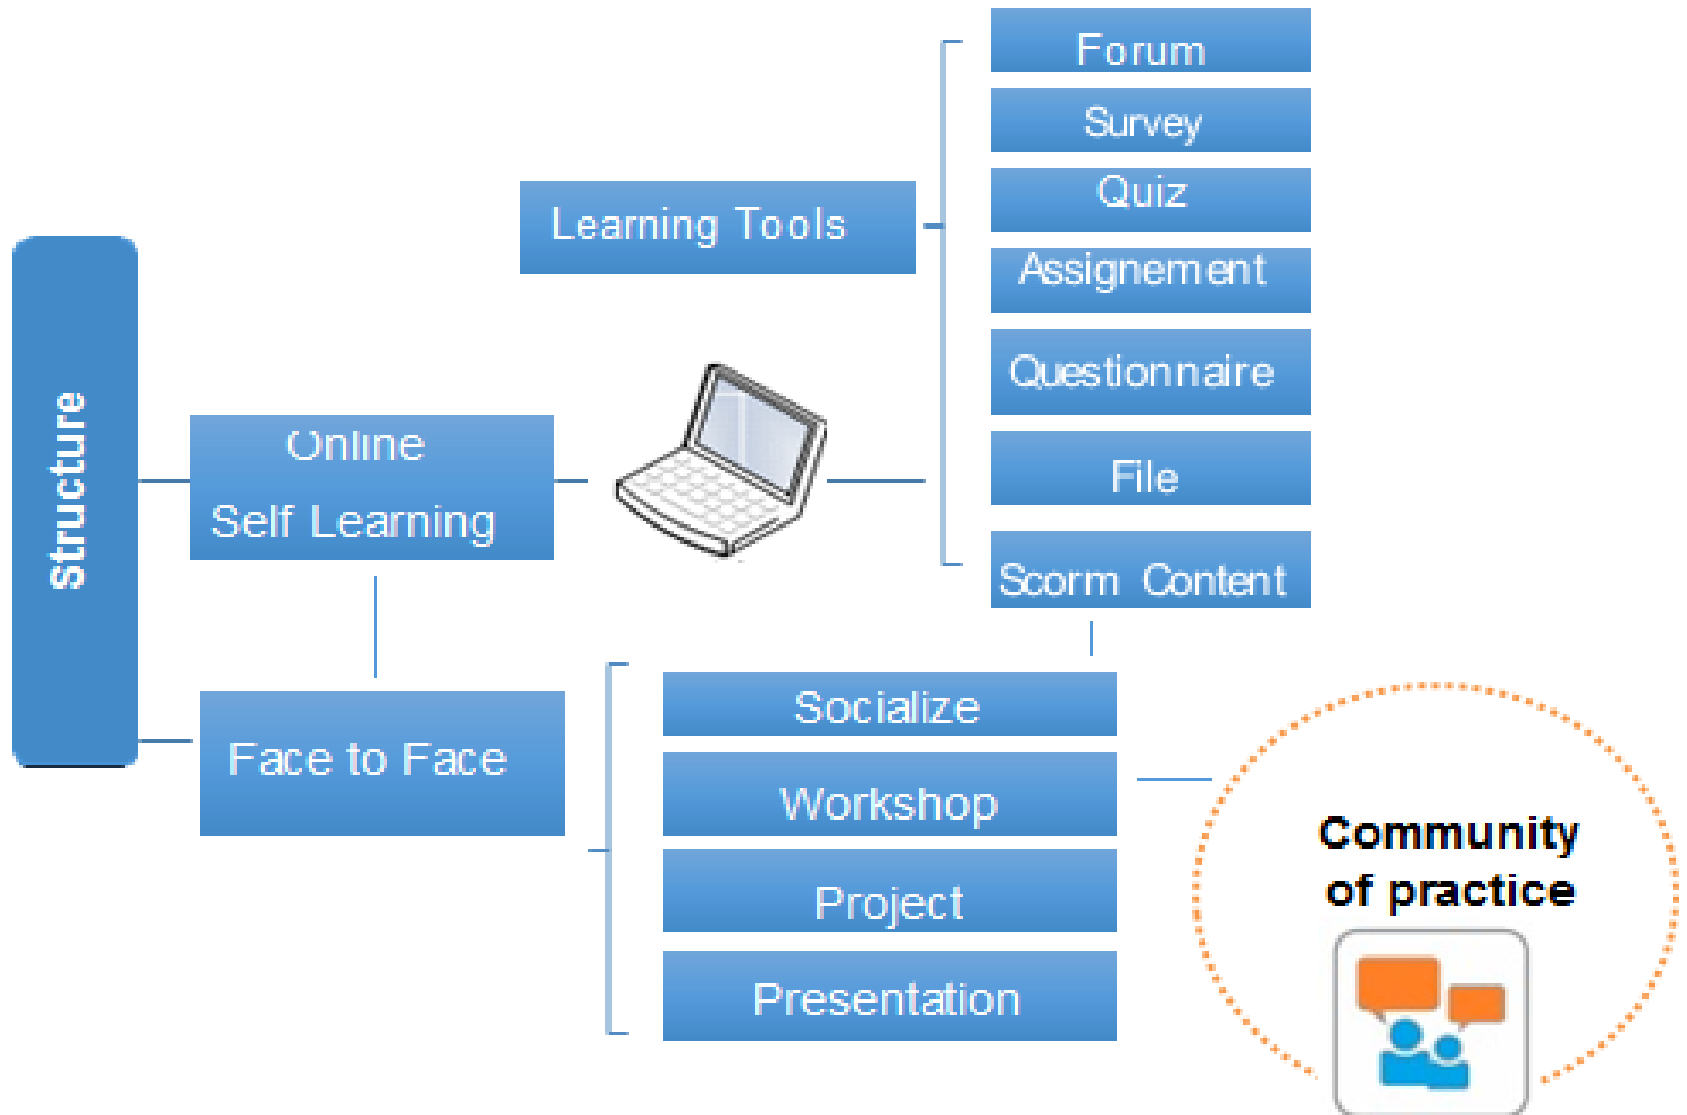 Structure
Online
Self Learning
Face to Face
Learning Tools
Forum
Survey
Quiz
Assignement
Questionnaire
File
Scorm Content
Socialize
Workshop
Project
Presentation
Community
of practice